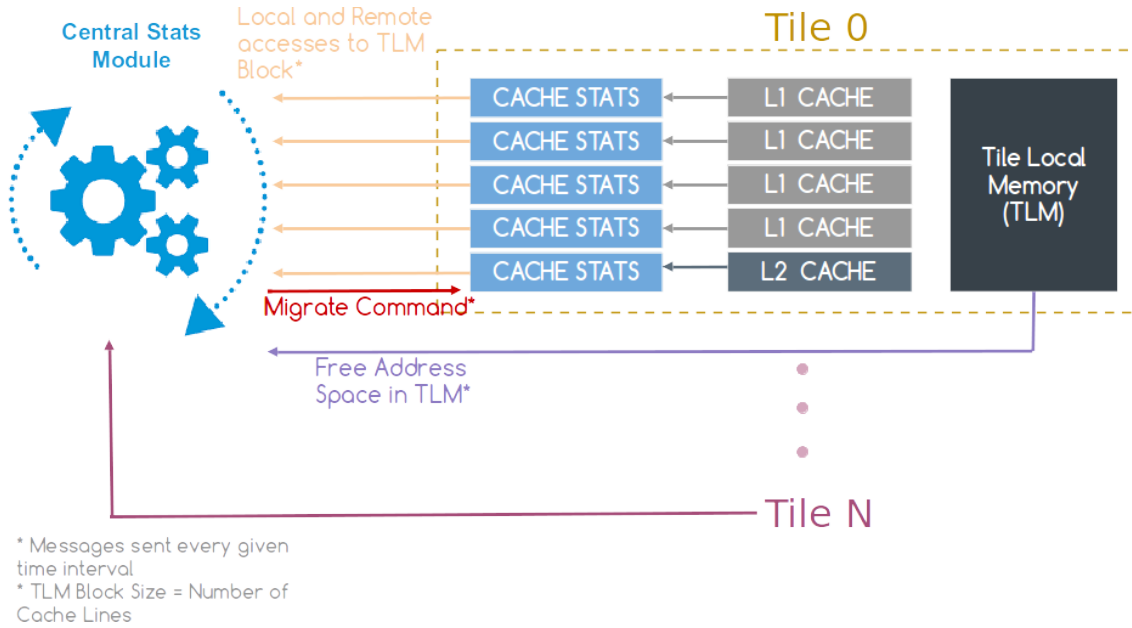 Central Stats
Module
Local and Remote
accesses to TLM
Block*
Tile 0
CACHE STATS
L1 CACHE
CACHE STATS
L1 CACHE
CACHE STATS
L1 CACHE
CACHE STATS
L1 CACHE
CACHE STATS
L2 CACHE
Tile Local
Memory
(TLM)
Migrate Command*
Free Address
Space in TLM*
Tile N
* Messages sent every given
time interval
* TLM Block Size = Number of
Cache Lines